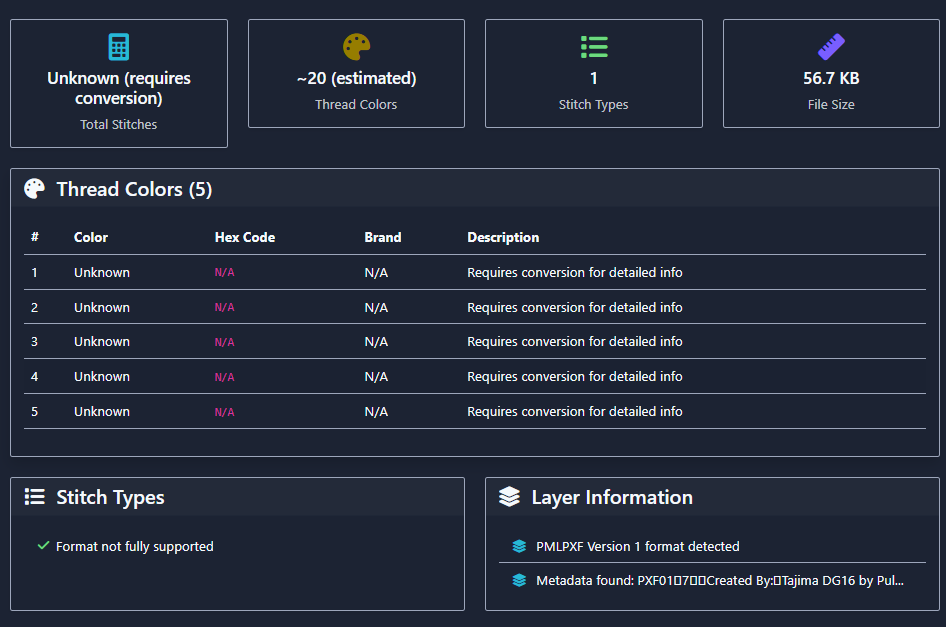 Unknown (requires
conversion)
Total Stitches
~20 (estimated)
Thread Colors
1
Stitch Types
56.7 KB
File Size
Thread Colors (5)
# Color Hex Code Brand Description
1 Unknown N/A N/A Requires conversion for detailed info
2 Unknown N/A N/A Requires conversion for detailed info
3 Unknown N/A N/A Requires conversion for detailed info
4 Unknown N/A N/A Requires conversion for detailed info
5 Unknown N/A N/A Requires conversion for detailed info
Stitch Types
Format not fully supported
Layer Information
PMLPXF Version 1 format detected
Metadata found: PXF01▯7▯▯Created By:▯Tajima DG16 by Pul...